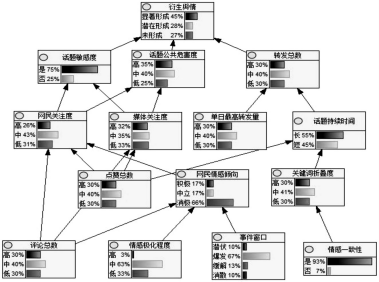 衍生舆情
显著形成 45%
潜在形成 28%
未形成 27%
话题敏感度
是 75%
否 25%
话题公共危害度
高 35%
中 40%
低 25%
转发总数
高 30%
中 40%
低 30%
网民关注度
高 26%
中 43%
低 31%
媒体关注度
高 32%
中 35%
低 33%
单日最高转发量
高 30%
中 40%
低 30%
话题持续时间
长 55%
短 45%
点赞总数
高 30%
中 40%
低 30%
网民情感倾向
积极 17%
中立 17%
消极 66%
关键词折叠度
高 30%
中 41%
低 30%
评论总数
高 30%
中 40%
低 30%
情感极化程度
高 3%
中 63%
低 33%
事件窗口
潜伏 10%
爆发 67%
缓解 13%
消散 10%
情感一致性
是 93%
否 7%